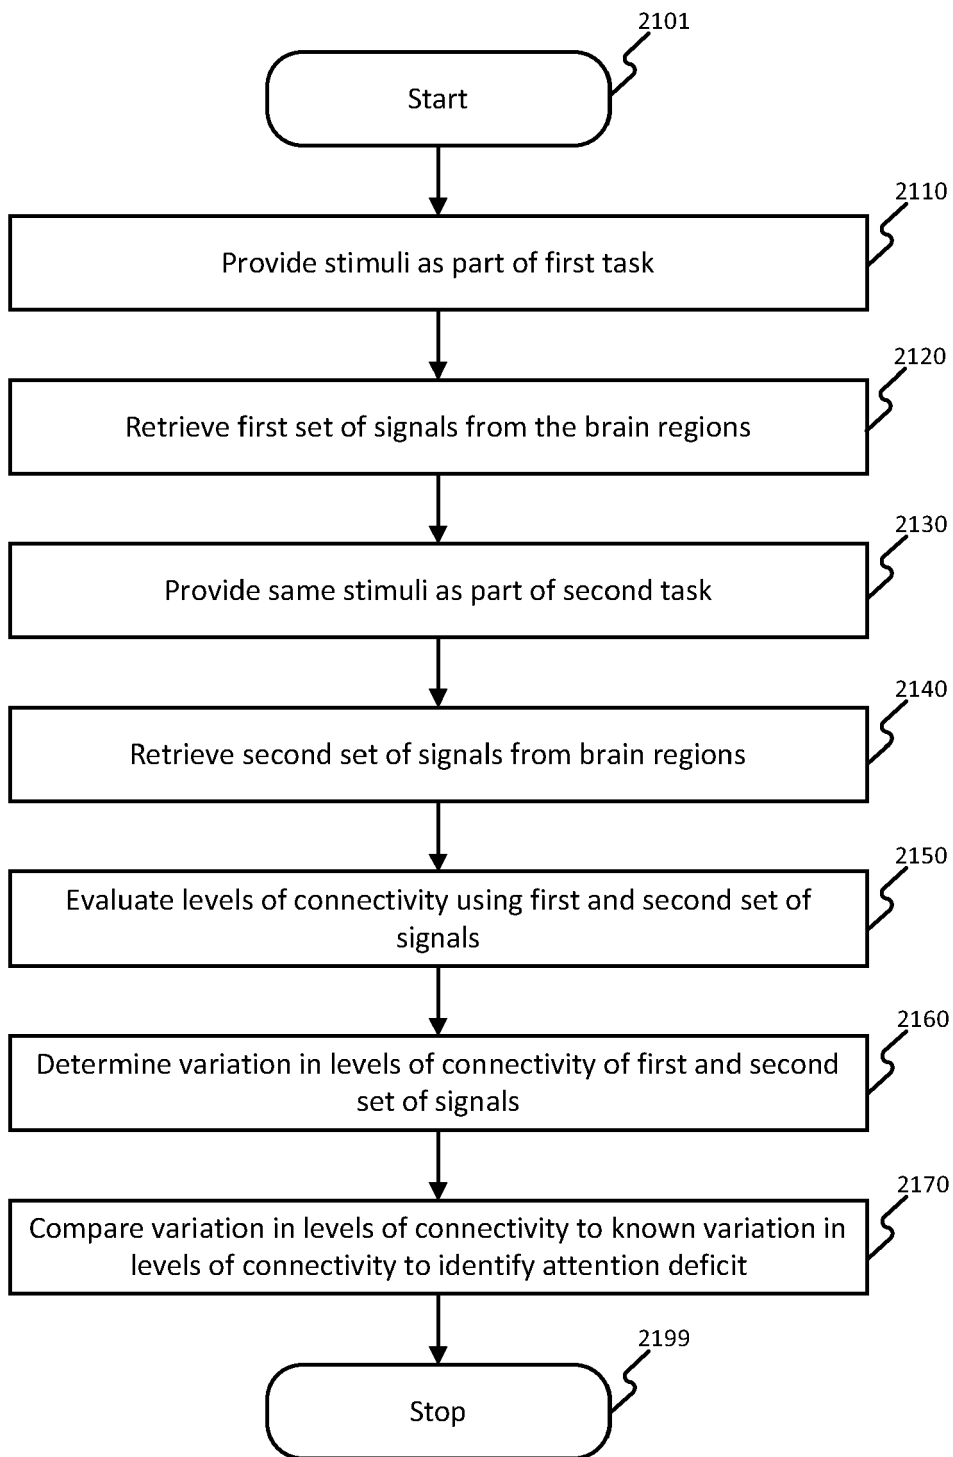 2101
Start
2110
Provide stimuli as part of first task
2120
Retrieve first set of signals from the brain regions
2130
Provide same stimuli as part of second task
2140
Retrieve second set of signals from brain regions
2150
Evaluate levels of connectivity using first and second set of
signals
2160
Determine variation in levels of connectivity of first and second
set of signals
2170
Compare variation in levels of connectivity to known variation in
levels of connectivity to identify attention deficit
2199
Stop